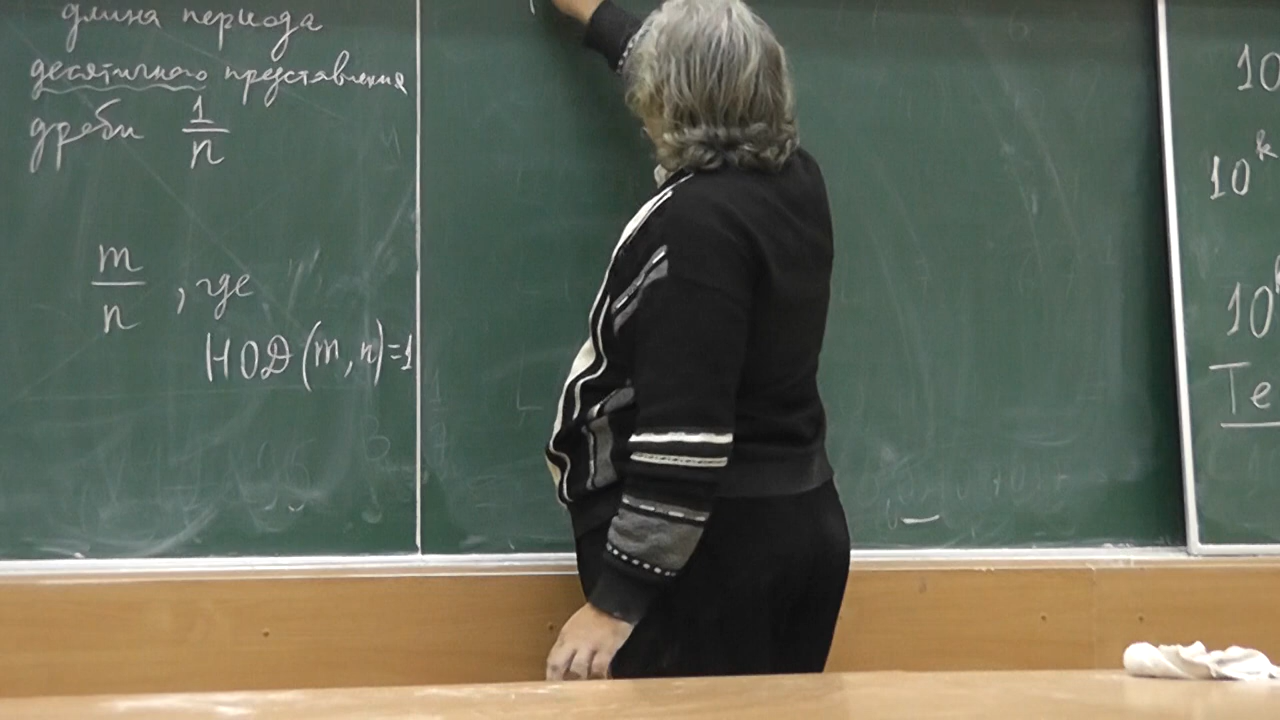 длина периода
десятичного представления
дроби 1/n
m/n , где
НОД(m, n)=1
10
10^k
10
Те